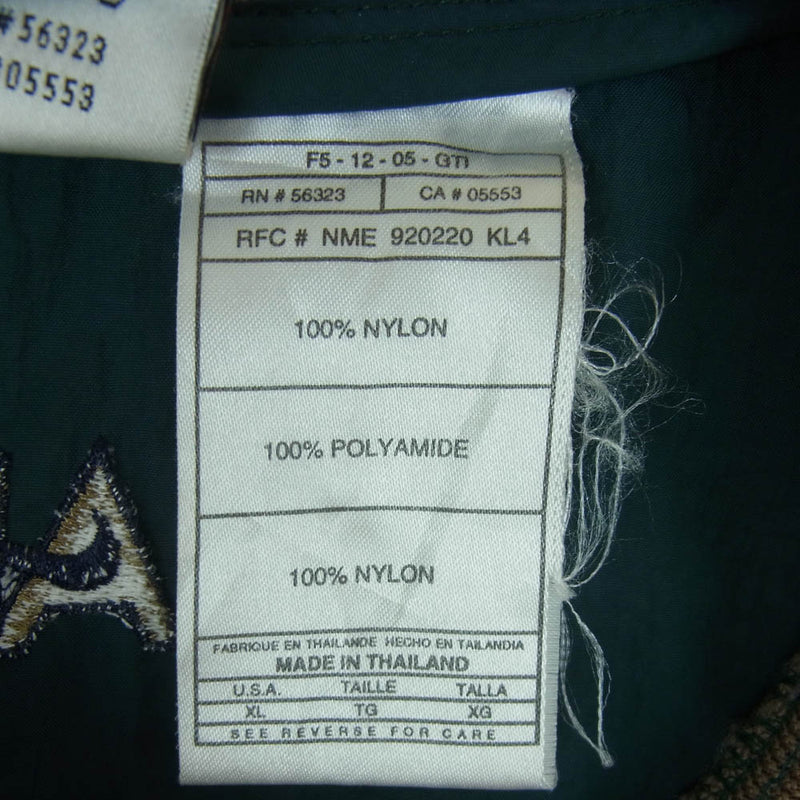 #56323
05553
F5 - 12 - 05 - GTI
RN # 56323 CA # 05553
RFC # NME 920220 KL4
100% NYLON
100% POLYAMIDE
100% NYLON
FABRIQUE EN THAILANDE HECHO EN TAILANDIA
MADE IN THAILAND
U.S.A. TAILLE TALLA
XL TG XG
SEE REVERSE FOR CARE
A